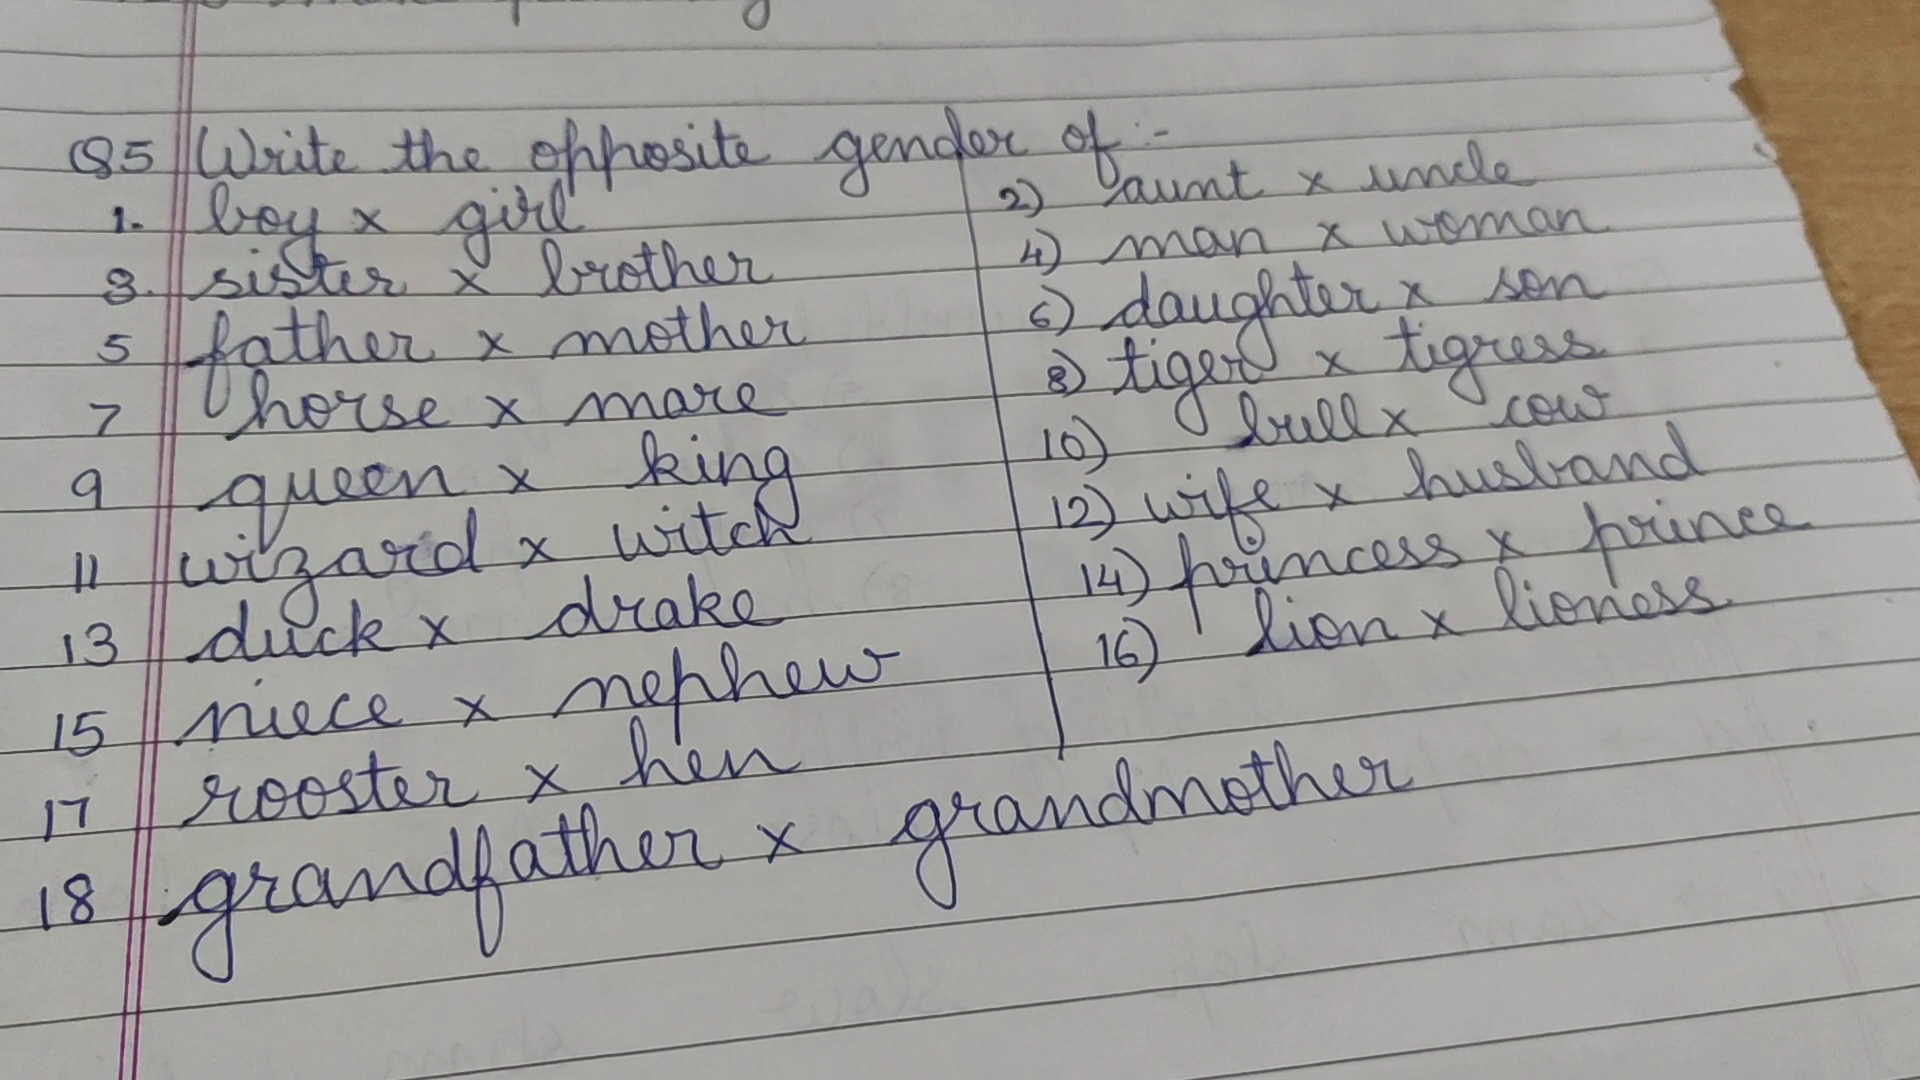 Q5 Write the opposite gender of :-
1. boy x girl
2) aunt x uncle
3. sister x brother
4) man x woman
5 father x mother
6) daughter x son
7 horse x mare
8) tiger x tigress
9 queen x king
10) bull x cow
11 wizard x witch
12) wife x husband
13 duck x drake
14) princess x prince
15 niece x nephew
16) lion x lioness
17 rooster x hen
18 grandfather x grandmother